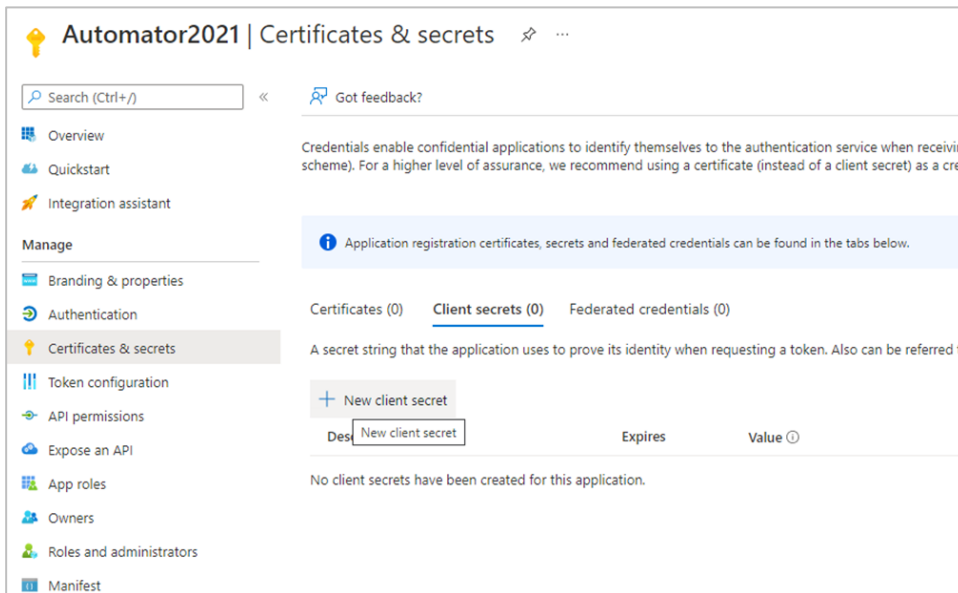 Automator2021 | Certificates & secrets
Search (Ctrl+/)
Overview
Quickstart
Integration assistant
Manage
Branding & properties
Authentication
Certificates & secrets
Token configuration
API permissions
Expose an API
App roles
Owners
Roles and administrators
Manifest
Got feedback?
Credentials enable confidential applications to identify themselves to the authentication service when
scheme). For a higher level of assurance, we recommend using a certificate (instead of a client secret) as a
Application registration certificates, secrets and federated credentials can be found in the tabs below.
Certificates (0) Client secrets (0) Federated credentials (0)
A secret string that the application uses to prove its identity when requesting a token. Also can be referred
New client secret
New client secret
Expires Value
No client secrets have been created for this application.